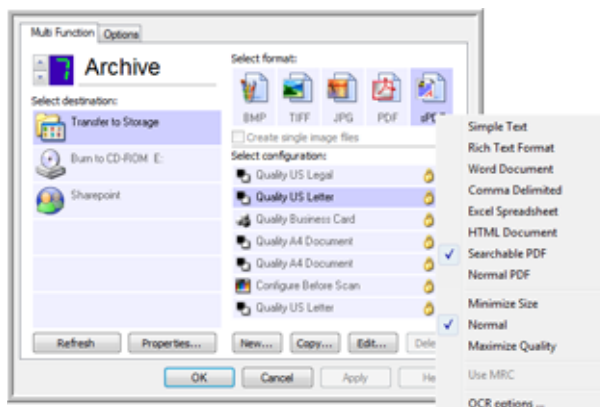 Multi Function
Options
7
Archive
Select destination:
Transfer to Storage
Burn to CD-ROM E:
Sharepoint
Select format:
BMP TIFF JPG PDF
Create single image files
Select configuration:
Quality US Legal
Quality US Letter
Quality Business Card
Quality A4 Document
Quality A4 Document
Configure Before Scan
Quality US Letter
Refresh
Properties...
New...
Copy...
Edit...
Dele
OK
Cancel
Apply
He
Simple Text
Rich Text Format
Word Document
Comma Delimited
Excel Spreadsheet
HTML Document
Searchable PDF
Normal PDF
Minimize Size
Normal
Maximize Quality
Use MRC
OCR options ...